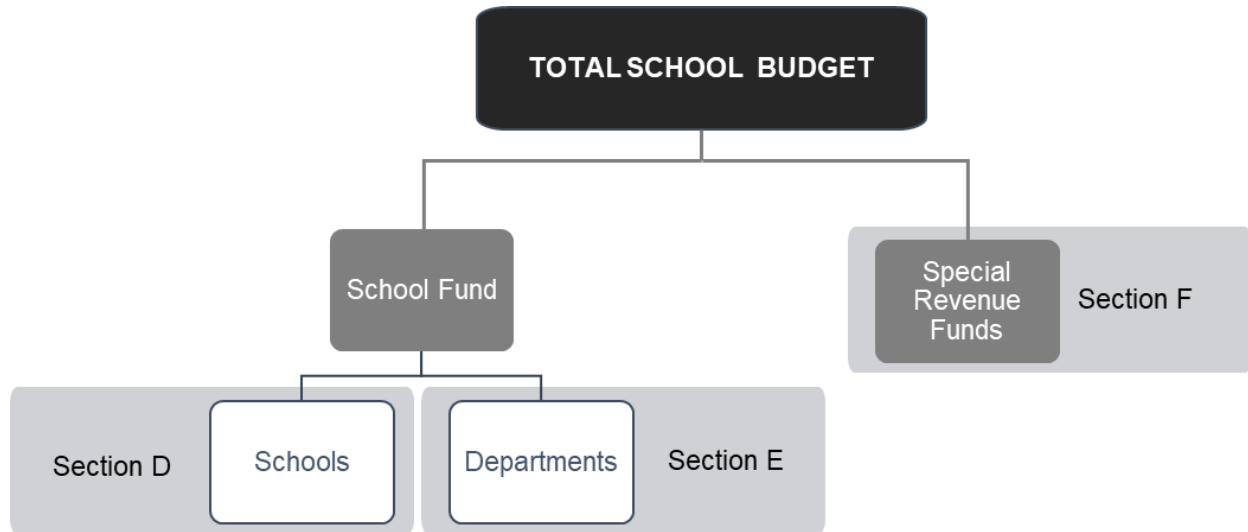 TOTAL SCHOOL BUDGET
School Fund
Special
Revenue
Funds
Section F
Section D
Schools
Departments
Section E